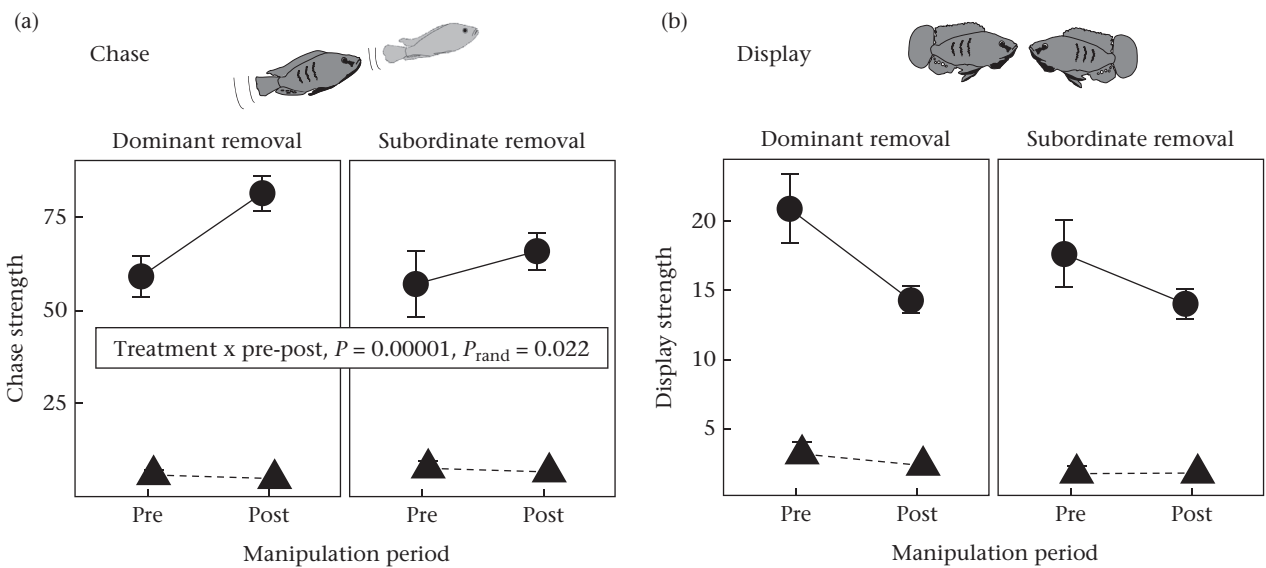 (a)
Chase
Dominant removal
Subordinate removal
75
50
25
Chase strength
Treatment x pre-post, P = 0.00001, Prand = 0.022
Pre
Post
Pre
Post
Manipulation period
(b)
Display
Dominant removal
Subordinate removal
20
15
10
5
Display strength
Pre
Post
Pre
Post
Manipulation period